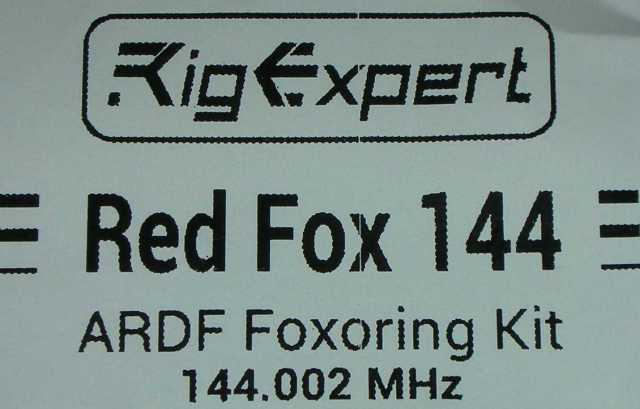 RigExpert
Red Fox 144
ARDF Foxoring Kit
144.002 MHz